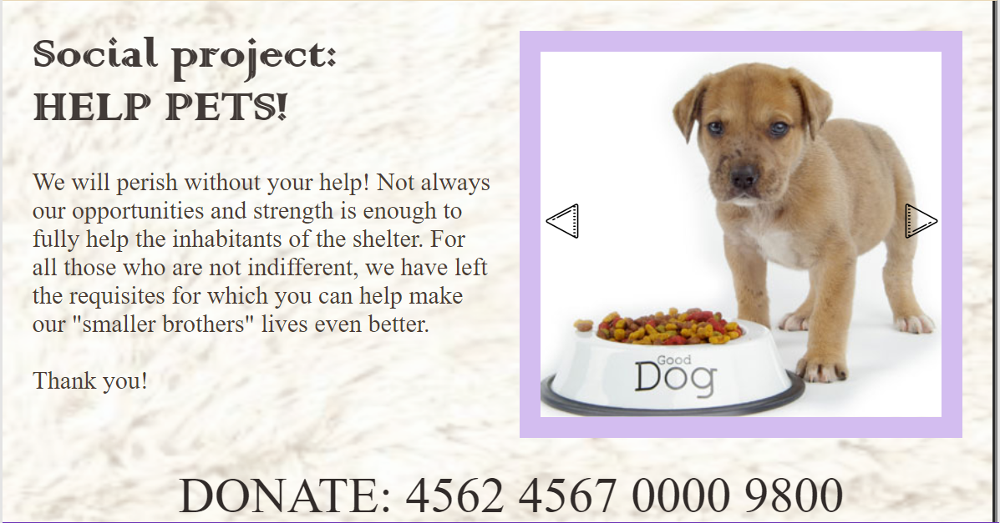 Social project:
HELP PETS!
We will perish without your help! Not always
our opportunities and strength is enough to
fully help the inhabitants of the shelter. For
all those who are not indifferent, we have left
the requisites for which you can help make
our "smaller brothers" lives even better.
Thank you!
Good
Dog
DONATE: 4562 4567 0000 9800